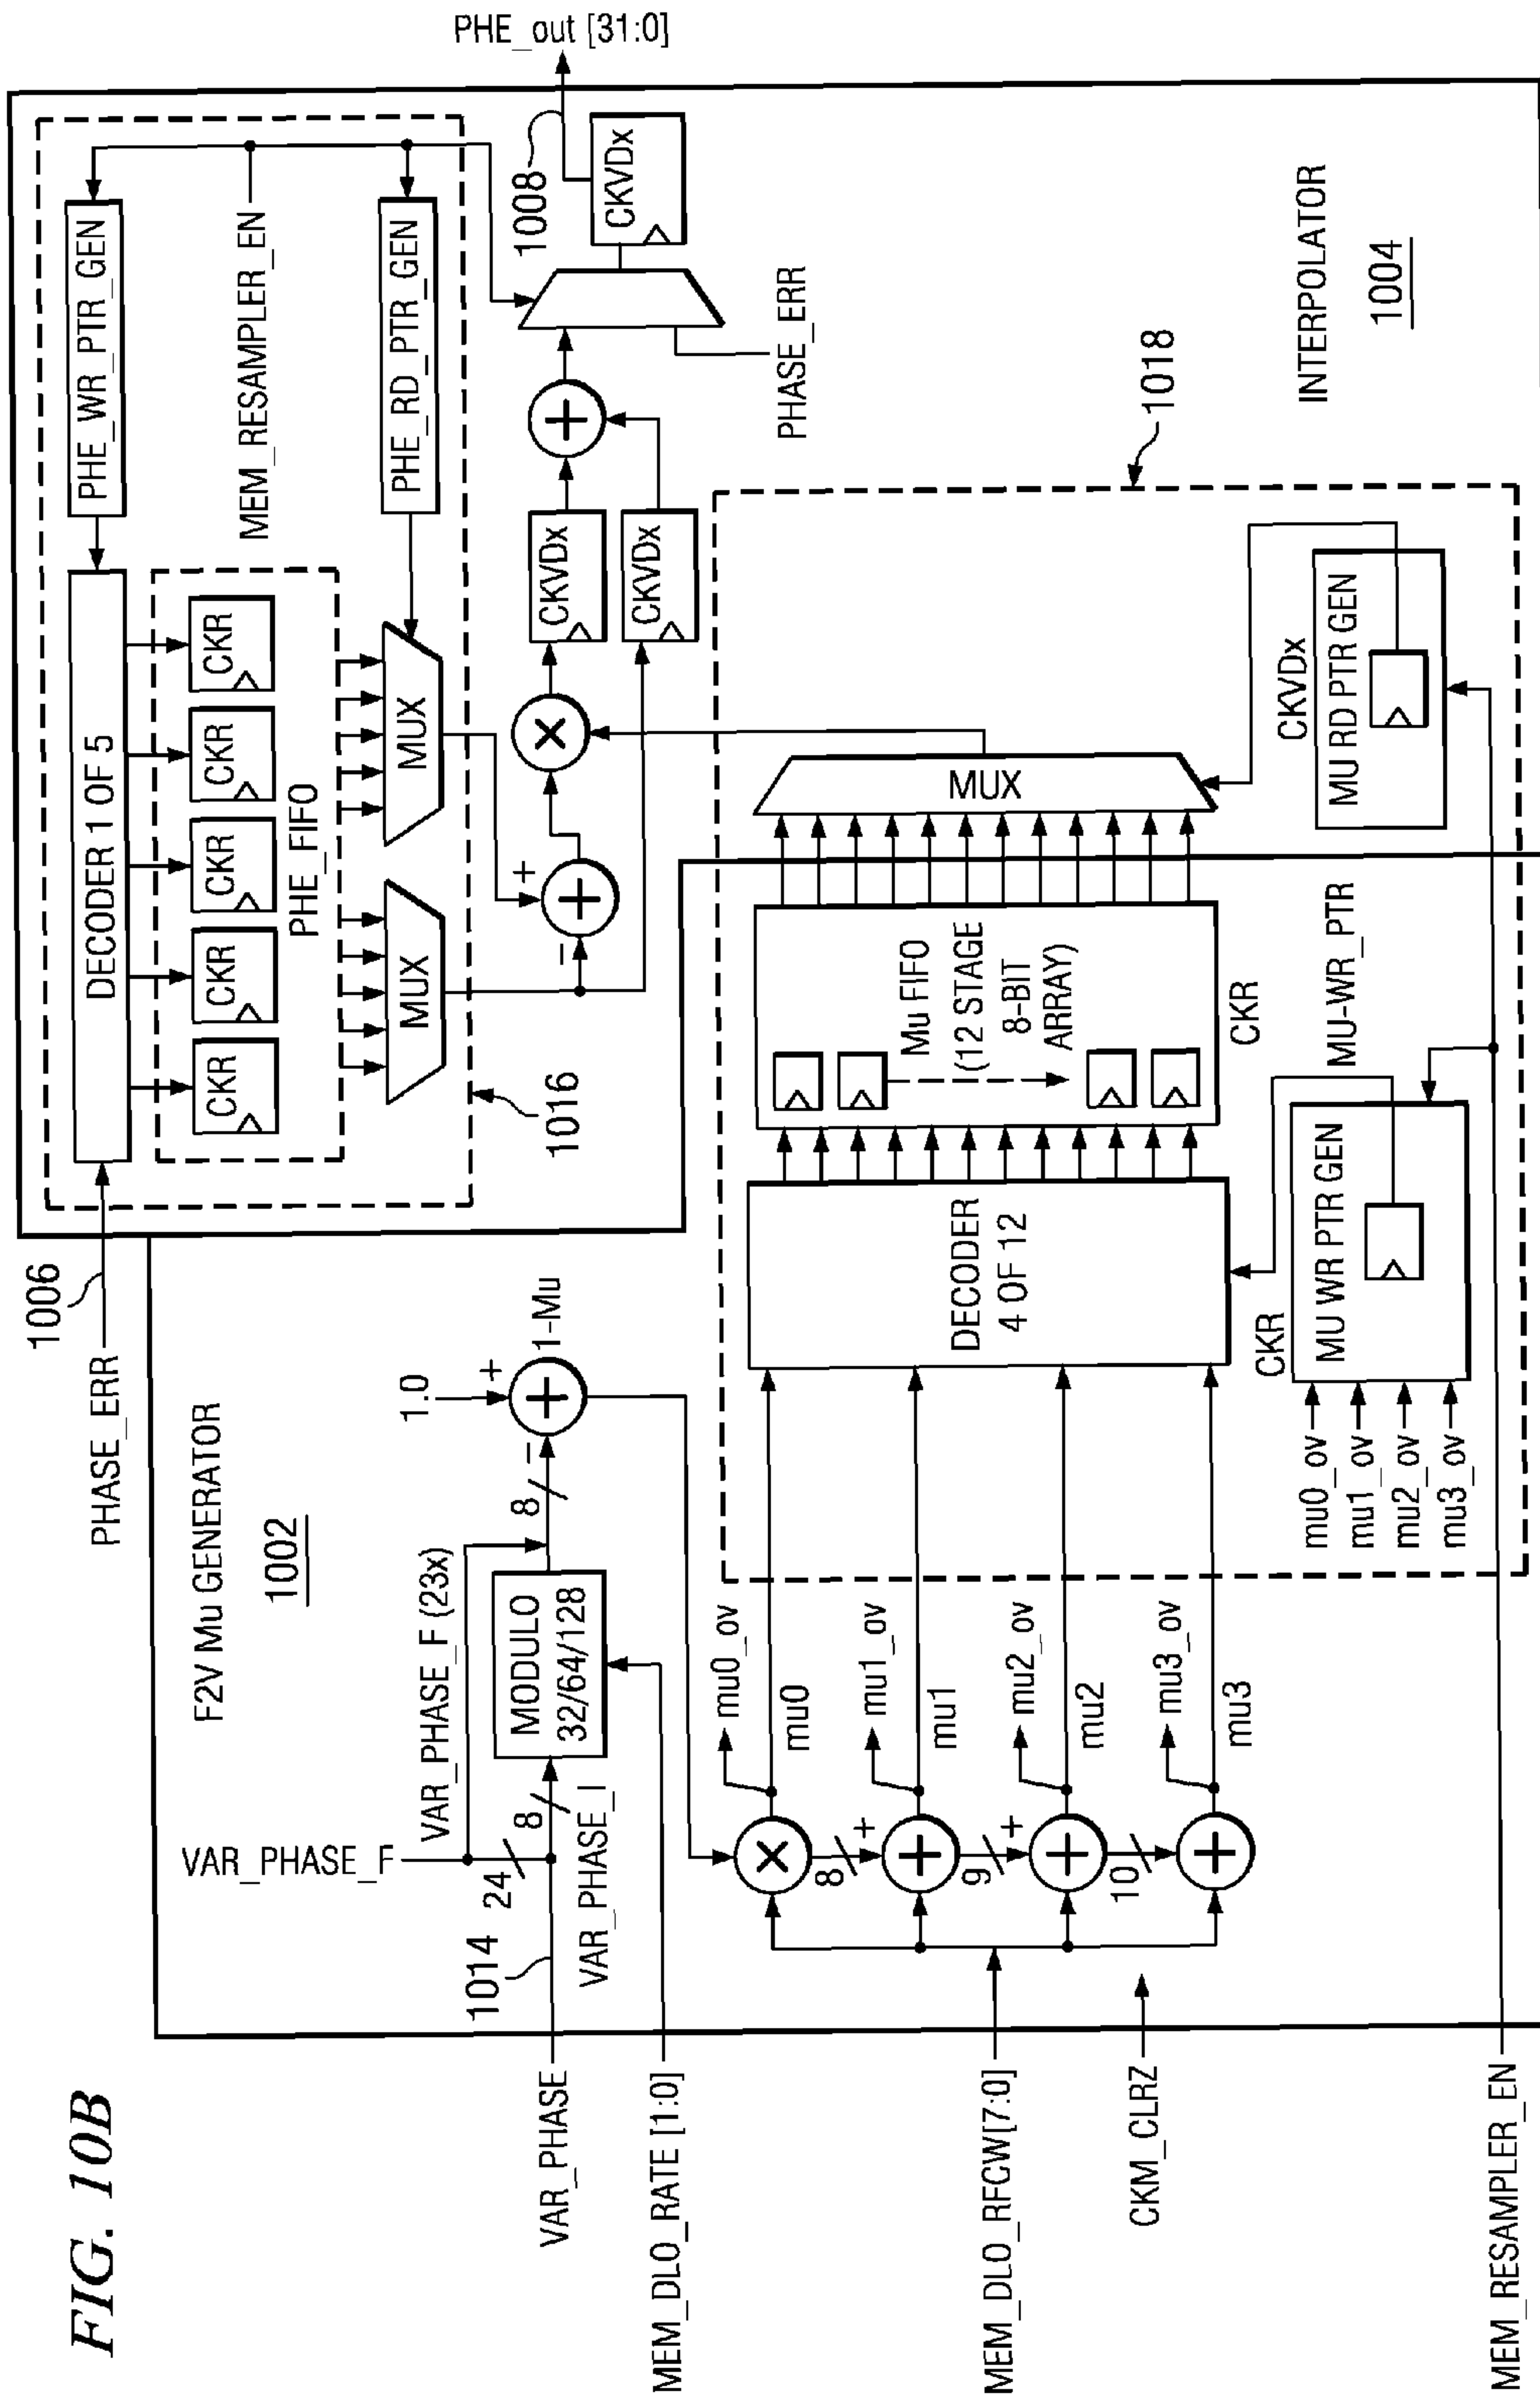 FIG. 10B
F2V Mu GENERATOR
1002
PHASE_ERR
1006
DECODER 1 OF 5
PHE_WR_PTR_GEN
CKR
CKR
CKR
CKR
CKR
PHE_FIFO
MEM_RESAMPLER_EN
MUX
MUX
PHE_RD_PTR_GEN
1016
PHE_out [31:0]
1008
CKVDx
CKVDx
CKVDx
PHASE_ERR
+
−
INTERPOLATOR
1004
VAR_PHASE_F
VAR_PHASE_F (23x)
24
8
VAR_PHASE
1014
VAR_PHASE_I
MODULO
32/64/128
8
1.0
+
−
1-Mu
MEM_DLO_RATE [1:0]
mu0_ov
mu0
8
+
mu1_ov
mu1
9
+
mu2_ov
mu2
10
mu3_ov
mu3
MEM_DLO_RFCW[7:0]
CKM_CLRZ
MEM_RESAMPLER_EN
1018
DECODER
4 OF 12
Mu FIFO
(12 STAGE
8-BIT
ARRAY)
CKR
MUX
CKR
MU WR PTR GEN
mu0_ov
mu1_ov
mu2_ov
mu3_ov
MU-WR_PTR
CKVDx
MU RD PTR GEN